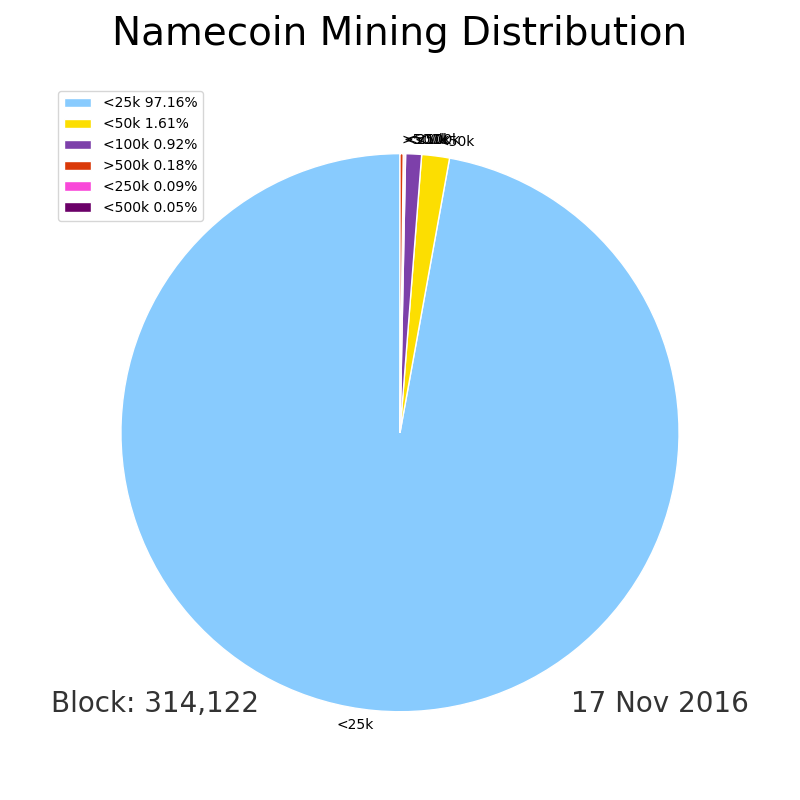 Namecoin Mining Distribution
<25k 97.16%
<50k 1.61%
<100k 0.92%
>500k 0.18%
<250k 0.09%
<500k 0.05%
50k
Block: 314,122
17 Nov 2016
<25k